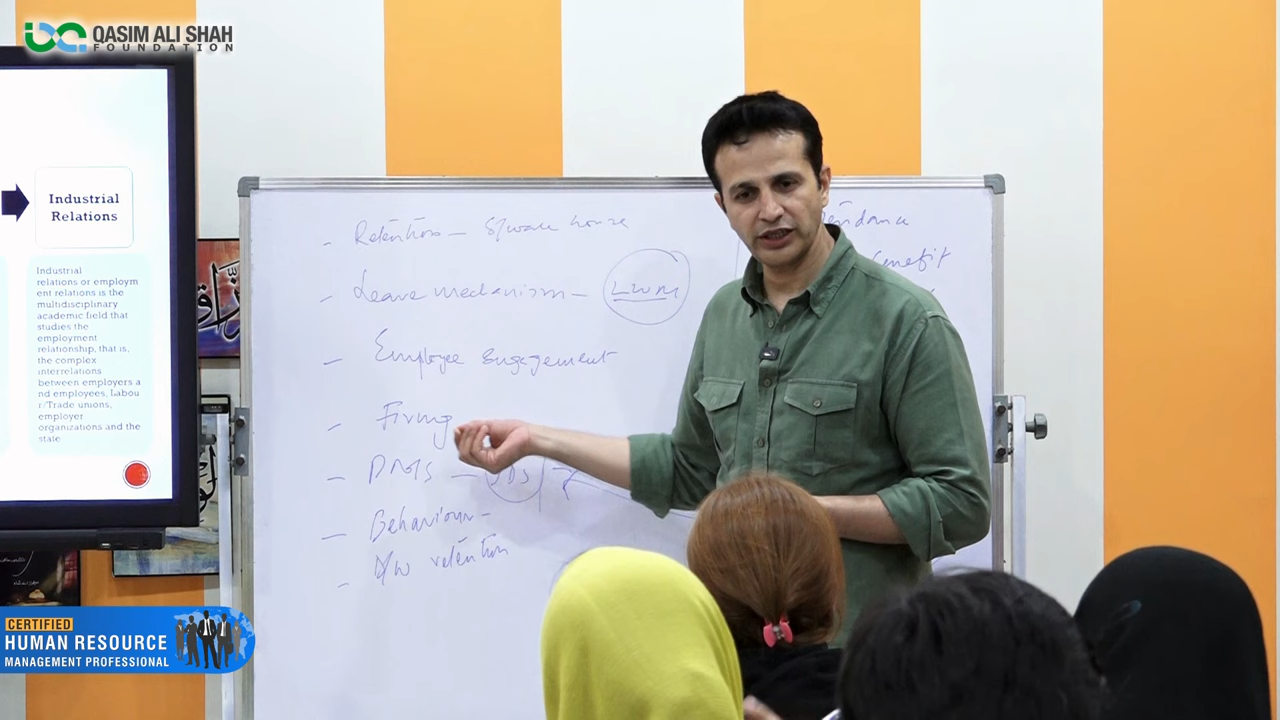 QASIM ALI SHAH
FOUNDATION
Industrial
Relations
Industrial
relations or employm
ent relations is the
multidisciplinary
academic field that
studies the
employment
relationship, that is,
the complex
interrelations
between employers a
nd employees, Labou
r/Trade unions,
employer
organizations and the
state
- Retention - S/ware house
- Leave mechanism - LWM
- Employee Engagement
- Firing
- PMS -
- Behaviour -
- retention
CERTIFIED
HUMAN RESOURCE
MANAGEMENT PROFESSIONAL